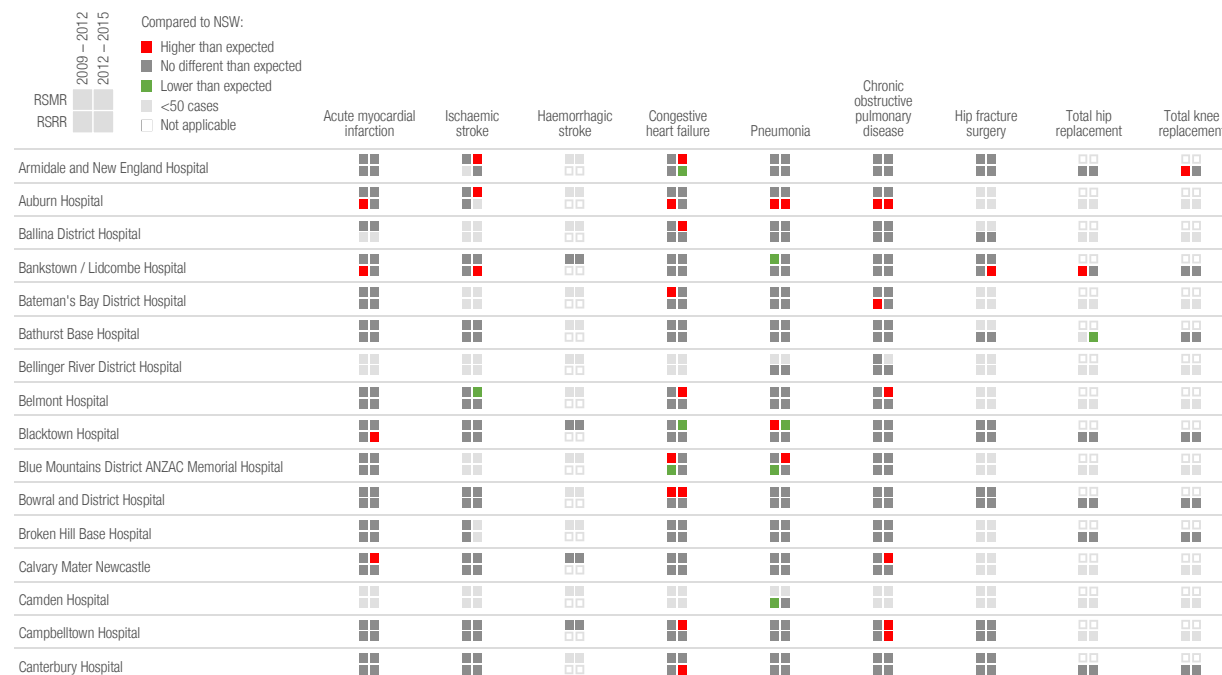 2009 – 2012
2012 – 2015
RSMR
RSRR
Compared to NSW:
Higher than expected
No different than expected
Lower than expected
<50 cases
Not applicable
Acute myocardial
infarction
Ischaemic
stroke
Haemorrhagic
stroke
Congestive
heart failure
Pneumonia
Chronic
obstructive
pulmonary
disease
Hip fracture
surgery
Total hip
replacement
Total knee
replacement
Armidale and New England Hospital
Auburn Hospital
Ballina District Hospital
Bankstown / Lidcombe Hospital
Bateman's Bay District Hospital
Bathurst Base Hospital
Bellinger River District Hospital
Belmont Hospital
Blacktown Hospital
Blue Mountains District ANZAC Memorial Hospital
Bowral and District Hospital
Broken Hill Base Hospital
Calvary Mater Newcastle
Camden Hospital
Campbelltown Hospital
Canterbury Hospital